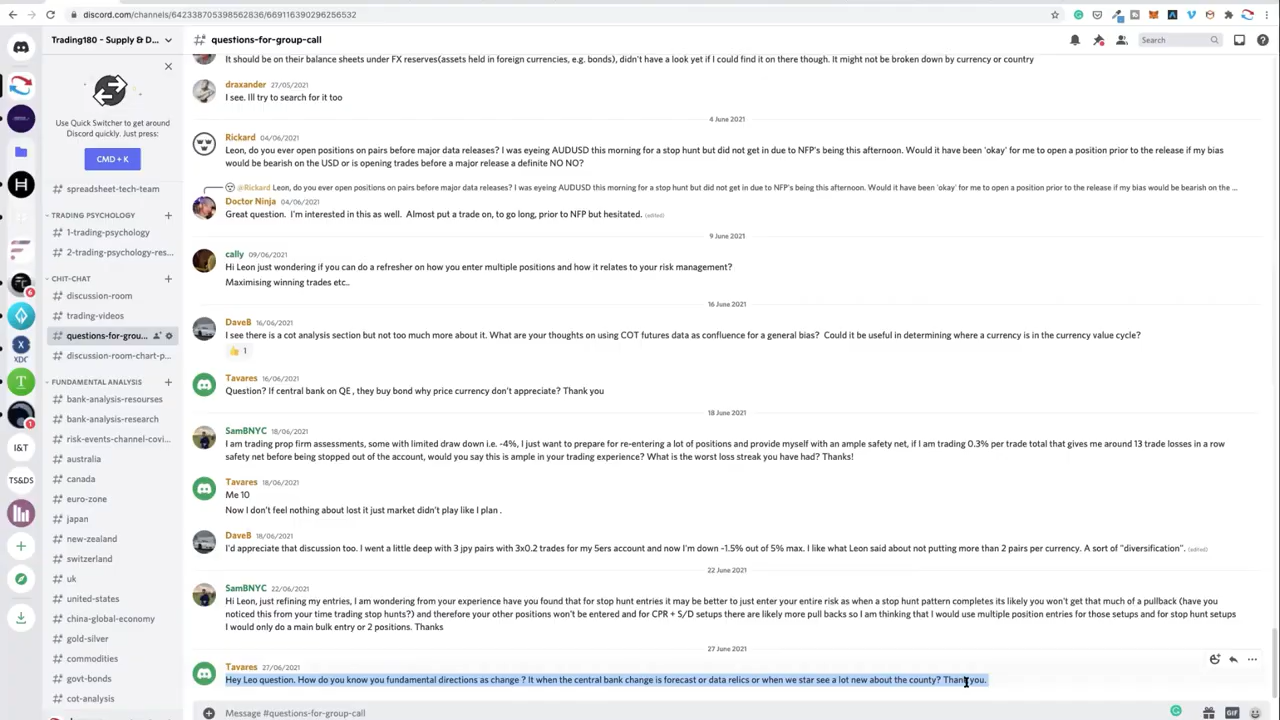 discord.com/channels/642338705398562836/669116390296256532
Trading180 - Supply & D...
questions-for-group-call
Search
Use Quick Switcher to get around
Discord quickly. Just press:
CMD + K
spreadsheet-tech-team
TRADING PSYCHOLOGY
1-trading-psychology
2-trading-psychology-res...
CHIT-CHAT
discussion-room
trading-videos
questions-for-grou...
discussion-room-chart-p...
FUNDAMENTAL ANALYSIS
bank-analysis-resourses
bank-analysis-research
risk-events-channel-covi...
australia
canada
euro-zone
japan
new-zealand
switzerland
uk
united-states
china-global-economy
gold-silver
commodities
govt-bonds
cot-analysis
6
XDC
1
I&T
TS&DS
It should be on their balance sheets under FX reserves(assets held in foreign currencies, e.g. bonds), didn't have a look yet if I could find it on there though. It might not be broken down by currency or country
draxander 27/05/2021
I see. Ill try to search for it too
4 June 2021
Rickard 04/06/2021
Leon, do you ever open positions on pairs before major data releases? I was eyeing AUDUSD this morning for a stop hunt but did not get in due to NFP's being this afternoon. Would it have been 'okay' for me to open a position prior to the release if my bias
would be bearish on the USD or is opening trades before a major release a definite NO NO?
@Rickard Leon, do you ever open positions on pairs before major data releases? I was eyeing AUDUSD this morning for a stop hunt but did not get in due to NFP's being this afternoon. Would it have been 'okay' for me to open a position prior to the release if my bias would be bearish on the ...
Doctor Ninja 04/06/2021
Great question. I'm interested in this as well. Almost put a trade on, to go long, prior to NFP but hesitated. (edited)
9 June 2021
cally 09/06/2021
Hi Leon just wondering if you can do a refresher on how you enter multiple positions and how it relates to your risk management?
Maximising winning trades etc..
16 June 2021
DaveB 16/06/2021
I see there is a cot analysis section but not too much more about it. What are your thoughts on using COT futures data as confluence for a general bias? Could it be useful in determining where a currency is in the currency value cycle?
👍 1
Tavares 16/06/2021
Question? If central bank on QE , they buy bond why price currency don't appreciate? Thank you
18 June 2021
SamBNYC 18/06/2021
I am trading prop firm assessments, some with limited draw down i.e. -4%, I just want to prepare for re-entering a lot of positions and provide myself with an ample safety net, if I am trading 0.3% per trade total that gives me around 13 trade losses in a row
safety net before being stopped out of the account, would you say this is ample in your trading experience? What is the worst loss streak you have had? Thanks!
Tavares 18/06/2021
Me 10
Now I don't feel nothing about lost it just market didn't play like I plan .
DaveB 18/06/2021
I'd appreciate that discussion too. I went a little deep with 3 jpy pairs with 3x0.2 trades for my 5ers account and now I'm down -1.5% out of 5% max. I like what Leon said about not putting more than 2 pairs per currency. A sort of "diversification". (edited)
22 June 2021
SamBNYC 22/06/2021
Hi Leon, just refining my entries, I am wondering from your experience have you found that for stop hunt entries it may be better to just enter your entire risk as when a stop hunt pattern completes its likely you won't get that much of a pullback (have you
noticed this from your time trading stop hunts?) and therefore your other positions won't be entered and for CPR + S/D setups there are likely more pull backs so I am thinking that I would use multiple position entries for those setups and for stop hunt setups
I would only do a main bulk entry or 2 positions. Thanks
27 June 2021
Tavares 27/06/2021
Hey Leo question. How do you know you fundamental directions as change ? It when the central bank change is forecast or data relics or when we star see a lot new about the county? Thank you.
Message #questions-for-group-call
GIF